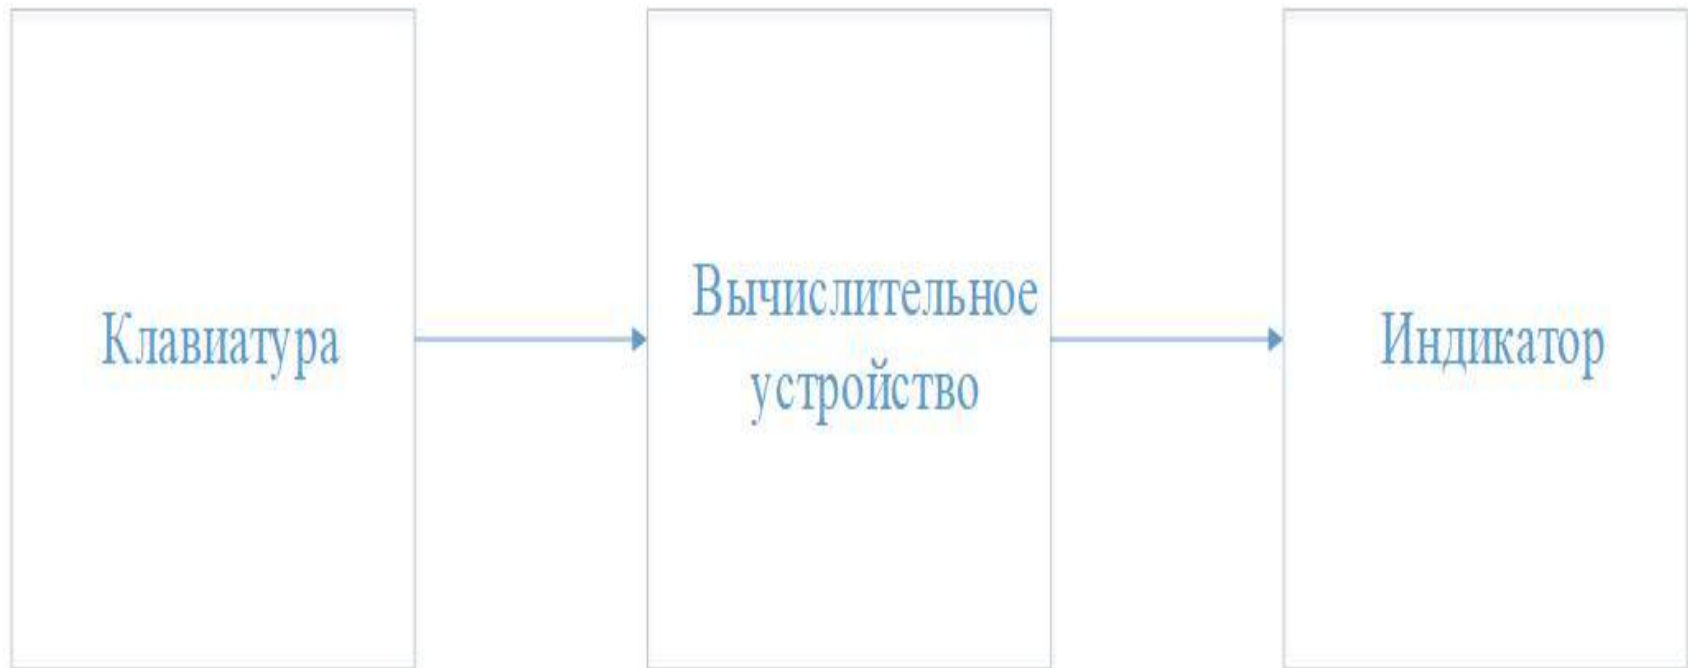 Клавиатура
Вычислительное
устройство
Индикатор